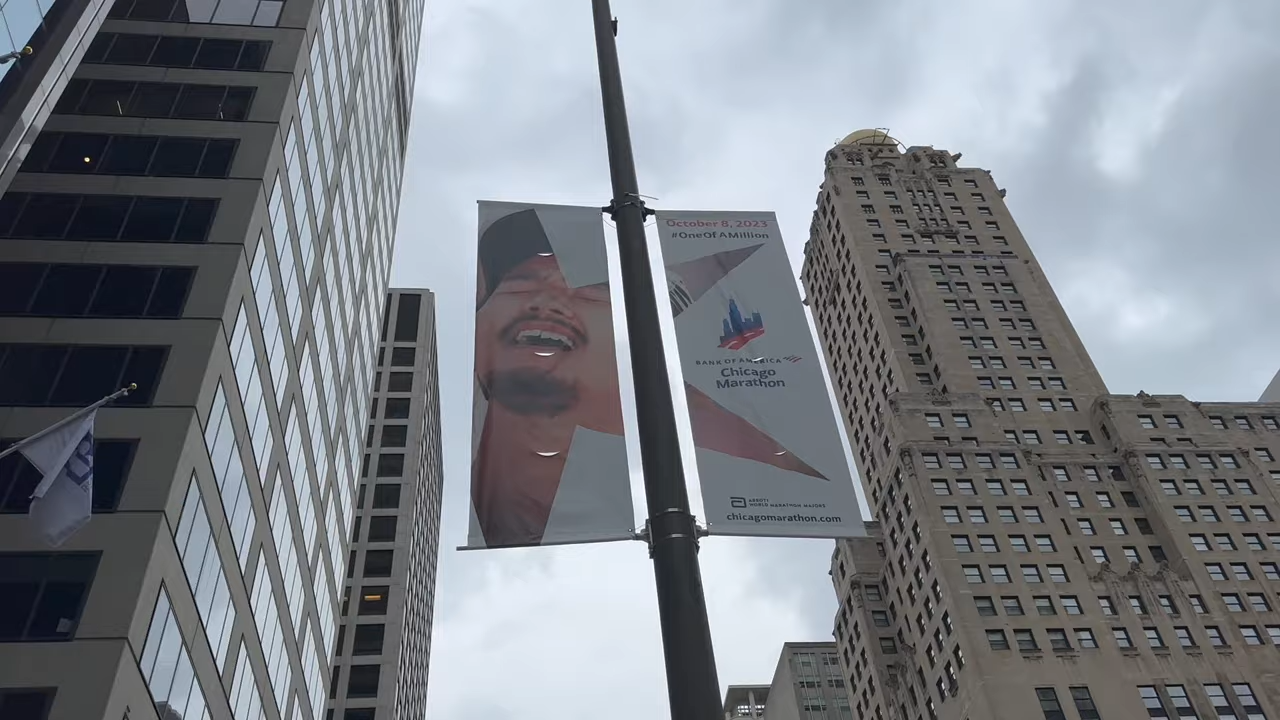 October 8, 2023
#OneOfAMillion
BANK OF AMERICA
Chicago
Marathon
ABBOTT
WORLD MARATHON MAJORS
chicagomarathon.com